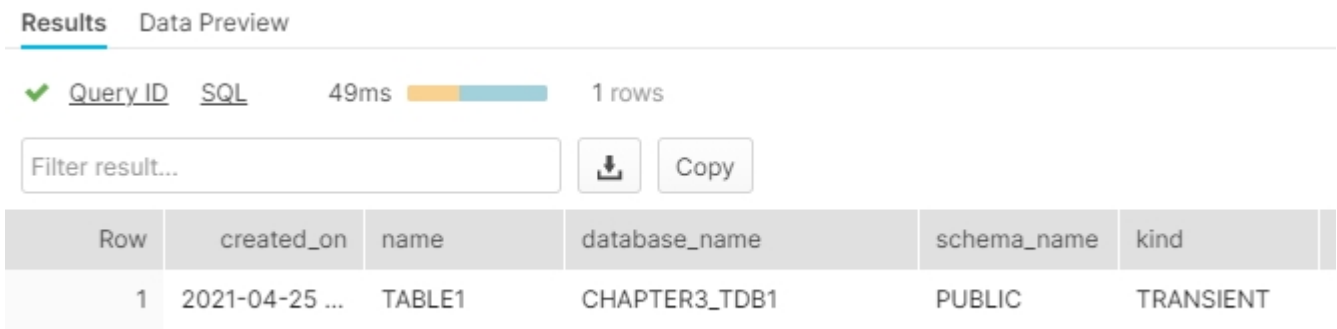 Results Data Preview
Query ID SQL 49ms 1 rows
Filter result... Copy
Row created_on name database_name schema_name kind
1 2021-04-25 ... TABLE1 CHAPTER3_TDB1 PUBLIC TRANSIENT